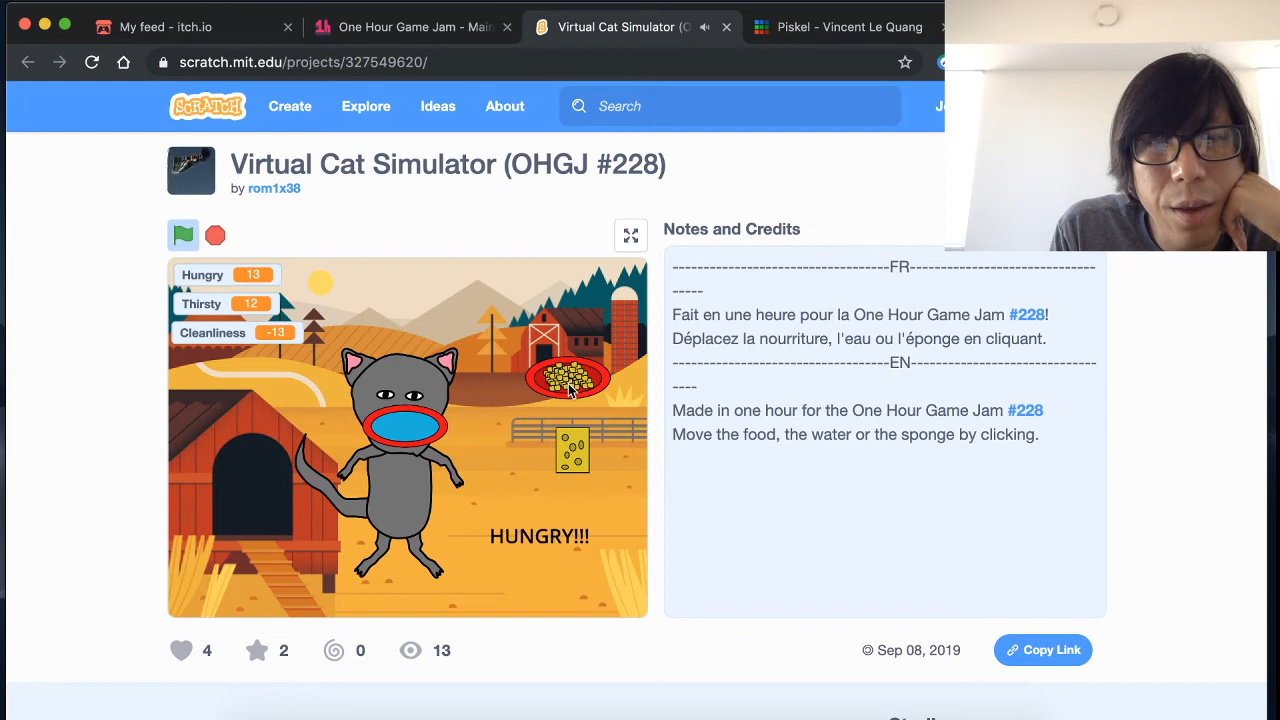 My feed - itch.io
One Hour Game Jam - Main
Virtual Cat Simulator (O
Piskel - Vincent Le Quang
scratch.mit.edu/projects/327549620/
SCRATCH
Create
Explore
Ideas
About
Search
Virtual Cat Simulator (OHGJ #228)
by rom1x38
Notes and Credits
Hungry 13
Thirsty 12
Cleanliness -13
HUNGRY!!!
-----------------------------------FR------------------------------
-----
Fait en une heure pour la One Hour Game Jam #228!
Déplacez la nourriture, l'eau ou l'éponge en cliquant.
-----------------------------------EN------------------------------
----
Made in one hour for the One Hour Game Jam #228
Move the food, the water or the sponge by clicking.
4
2
0
13
© Sep 08, 2019
Copy Link